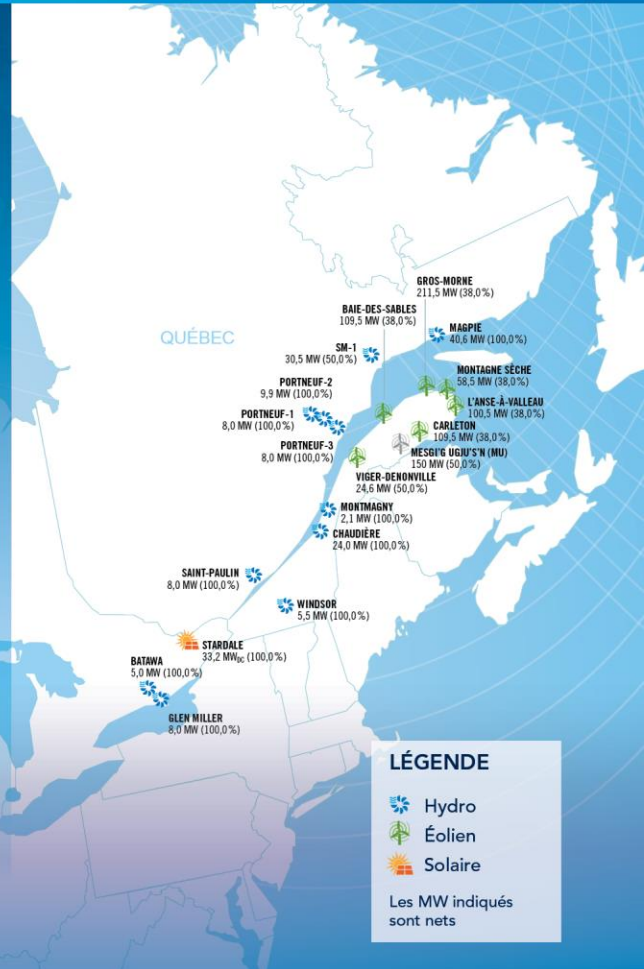 GROS-MORNE
211,5 MW (38,0%)
BAIE-DES-SABLES
109,5 MW (38,0%)
MAGPIE
40,6 MW (100,0%)
QUÉBEC
SM-1
30,5 MW (50,0%)
MONTAGNE SÈCHE
58,5 MW (38,0%)
PORTNEUF-2
9,9 MW (100,0%)
L'ANSE-À-VALLEAU
100,5 MW (38,0%)
PORTNEUF-1
8,0 MW (100,0%)
CARLETON
109,5 MW (38,0%)
PORTNEUF-3
8,0 MW (100,0%)
MESGI'G UGJU'S'N (MU)
150 MW (50,0%)
VIGER-DENONVILLE
24,6 MW (50,0%)
MONTMAGNY
2,1 MW (100,0%)
CHAUDIÈRE
24,0 MW (100,0%)
SAINT-PAULIN
8,0 MW (100,0%)
WINDSOR
5,5 MW (100,0%)
STARDALE
33,2 MWDC (100,0%)
BATAWA
5,0 MW (100,0%)
GLEN MILLER
8,0 MW (100,0%)
LÉGENDE
Hydro
Éolien
Solaire
Les MW indiqués
sont nets